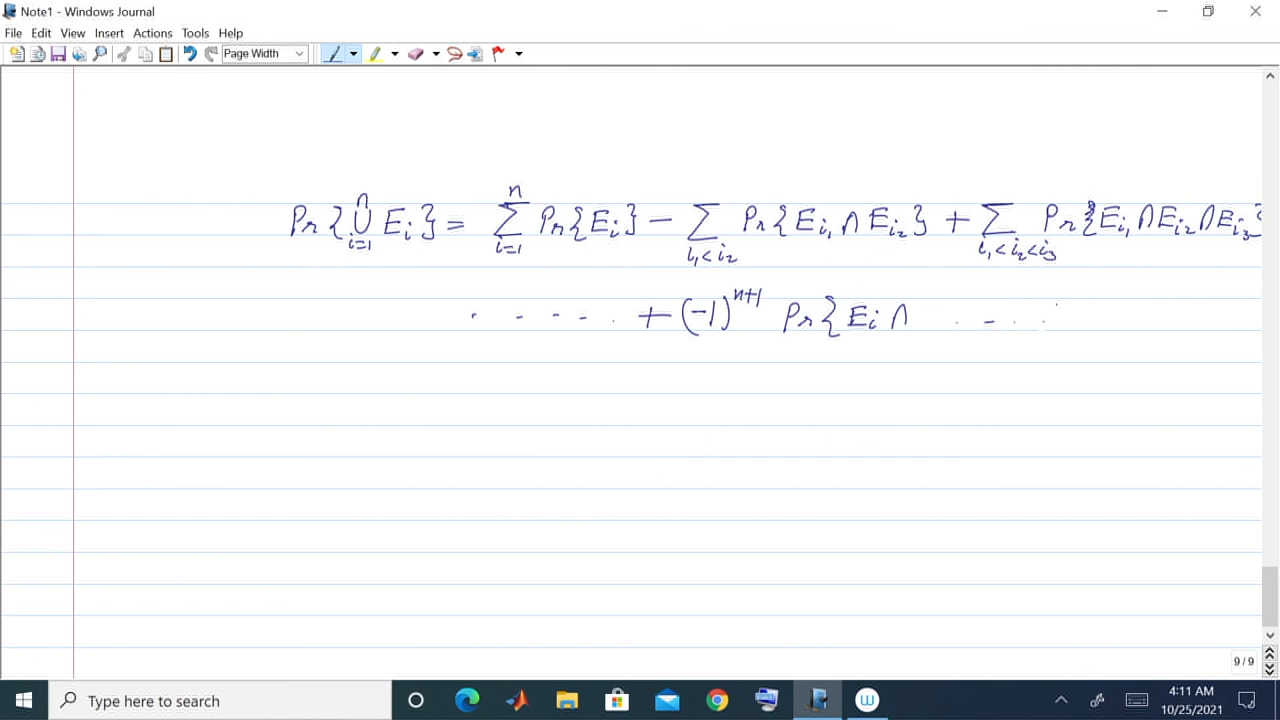 Note1 - Windows Journal
File Edit View Insert Actions Tools Help
Page Width
Pr{⋃_{i=1}^{n} E_i} = ∑_{i=1}^{n} Pr{E_i} - ∑_{i_1<i_2} Pr{E_{i_1} ∩ E_{i_2}} + ∑_{i_1<i_2<i_3} Pr{E_{i_1} ∩ E_{i_2} ∩ E_{i_3}}
. - - - - . + (-1)^{n+1} Pr{E_i ∩ . - . .
9 / 9
Type here to search
4:11 AM
10/25/2021